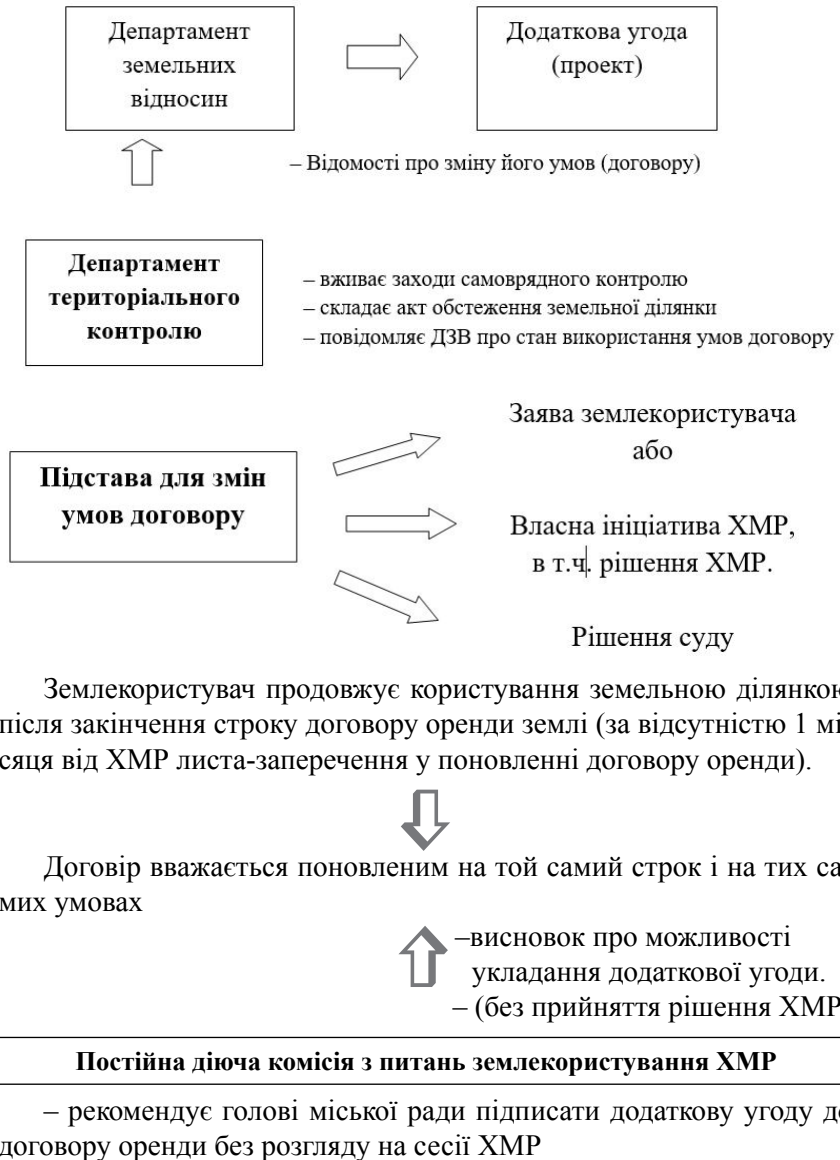 Департамент
земельних
відносин
Додаткова угода
(проект)
– Відомості про зміну його умов (договору)
Департамент
територіального
контролю
– вживає заходи самоврядного контролю
– складає акт обстеження земельної ділянки
– повідомляє ДЗВ про стан використання умов договору
Підстава для змін
умов договору
Заява землекористувача
або
Власна ініціатива ХМР,
в т.ч. рішення ХМР.
Рішення суду
Землекористувач продовжує користування земельною ділянкою
після закінчення строку договору оренди землі (за відсутністю 1 мі
сяця від ХМР листа-заперечення у поновленні договору оренди).
Договір вважається поновленим на той самий строк і на тих са
мих умовах
–висновок про можливості
укладання додаткової угоди.
– (без прийняття рішення ХМР
Постійна діюча комісія з питань землекористування ХМР
– рекомендує голові міської ради підписати додаткову угоду до
договору оренди без розгляду на сесії ХМР